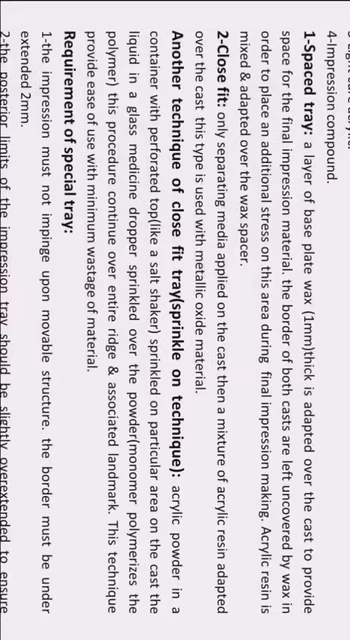 4-Impression compound.
1-Spaced tray: a layer of base plate wax (1mm)thick is adapted over the cast to provide
space for the final impression material. the border of both casts are left uncovered by wax in
order to place an additional stress on this area during final impression making. Acrylic resin is
mixed & adapted over the wax spacer.
2-Close fit: only separating media applied on the cast then a mixture of acrylic resin adapted
over the cast this type is used with metallic oxide material.
Another technique of close fit tray(sprinkle on technique): acrylic powder in a
container with perforated top(like a salt shaker) sprinkled on particular area on the cast the
liquid in a glass medicine dropper sprinkled over the powder(monomer polymerizes the
polymer) this procedure continue over entire ridge & associated landmark. This technique
provide ease of use with minimum wastage of material.
Requirement of special tray:
1-the impression must not impinge upon movable structure. the border must be under
extended 2mm.
2-the posterior limits of the impression tray should be slightly overextended to ensure